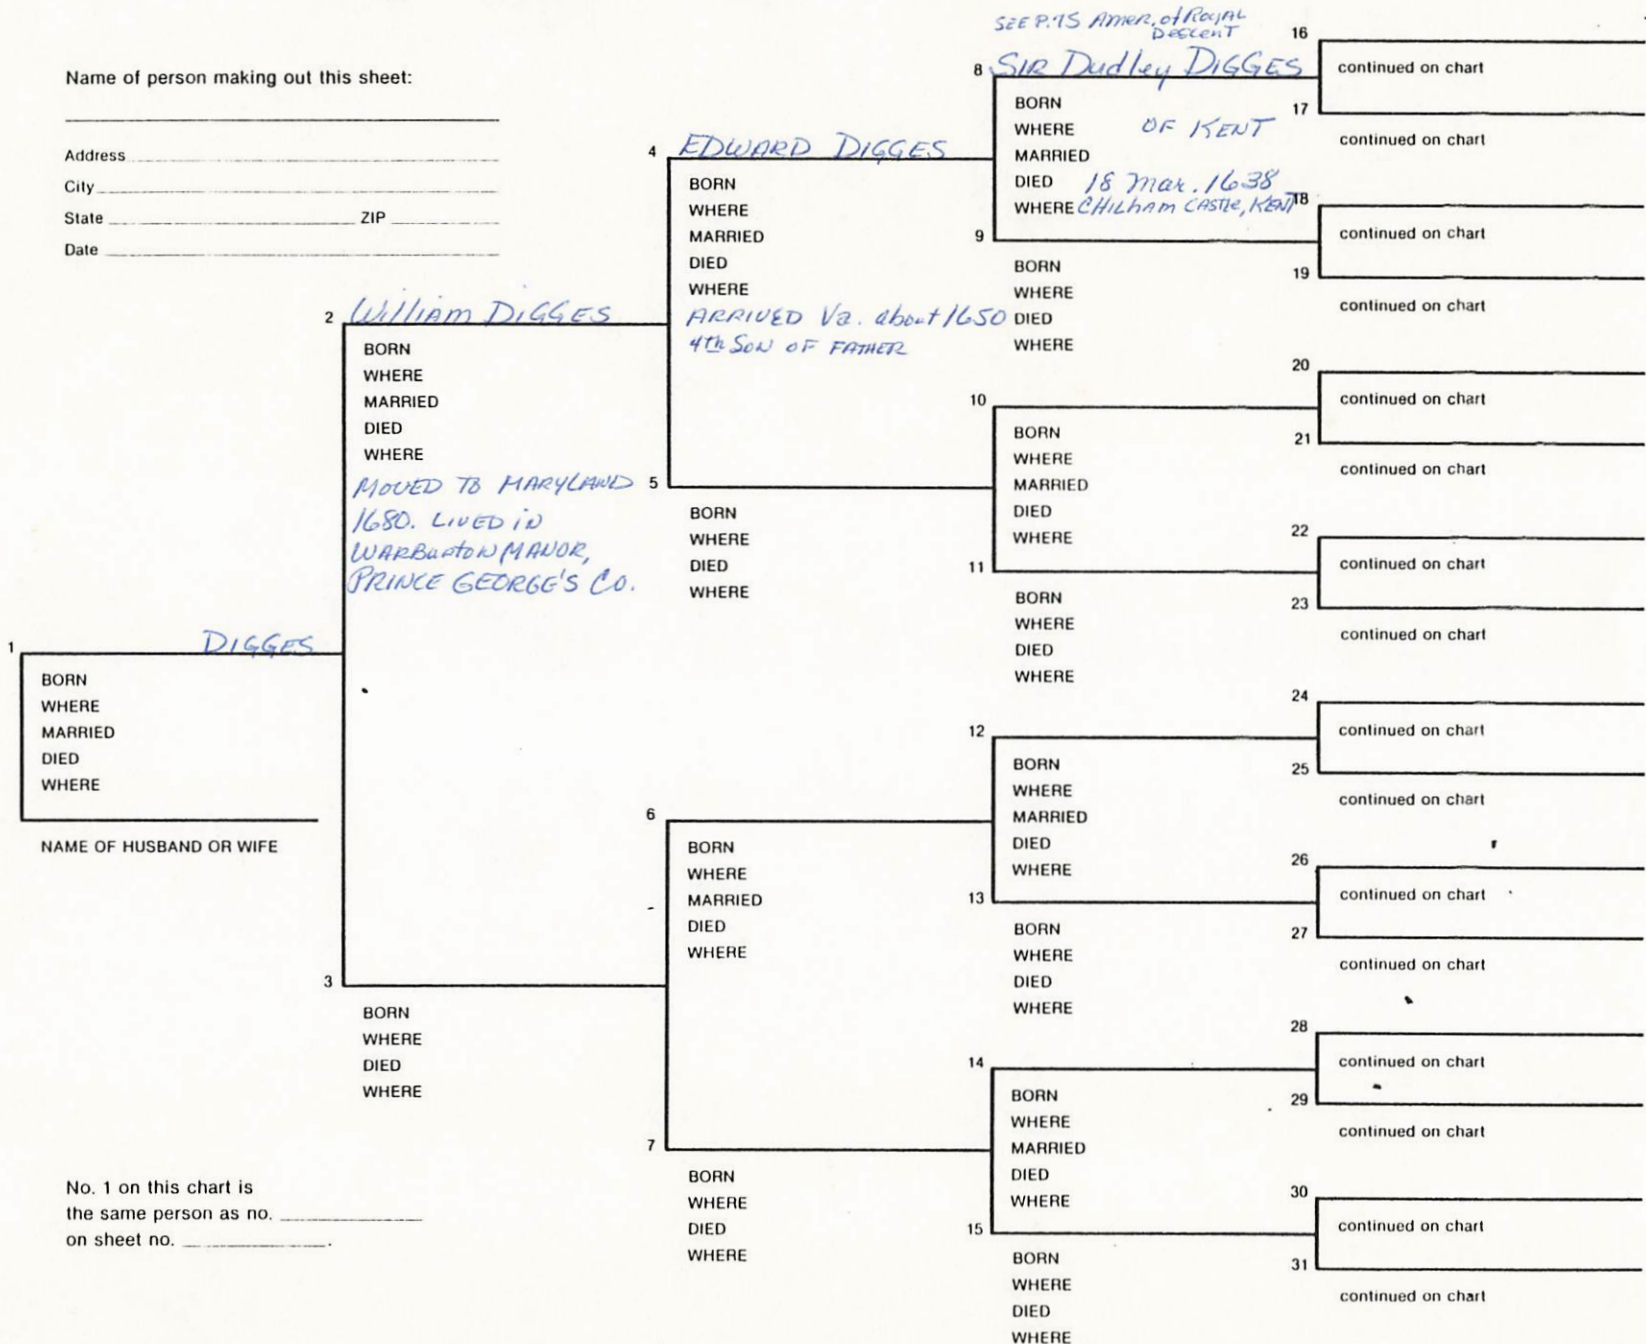 Name of person making out this sheet:
Address
City
State ZIP
Date
1
DIGGES
BORN
WHERE
MARRIED
DIED
WHERE
NAME OF HUSBAND OR WIFE
No. 1 on this chart is
the same person as no.
on sheet no. .
2
William DIGGES
BORN
WHERE
MARRIED
DIED
WHERE
MOVED TO MARYLAND
1680. LIVED iN
WARBurtoN MANOR,
PRINCE GEORGE'S CO.
3
BORN
WHERE
DIED
WHERE
4
EDWARD DIGGES
BORN
WHERE
MARRIED
DIED
WHERE
ARRIVED Va. about 1650
4th SON OF FATHER
5
BORN
WHERE
DIED
WHERE
6
BORN
WHERE
MARRIED
DIED
WHERE
7
BORN
WHERE
DIED
WHERE
SEE P.75 Amer. of Royal
Descent
8
SIR Dudley DIGGES
BORN
WHERE OF KENT
MARRIED
DIED 18 Mar. 1638
WHERE CHILham CASTle, KENT
9
BORN
WHERE
DIED
WHERE
10
BORN
WHERE
MARRIED
DIED
WHERE
11
BORN
WHERE
DIED
WHERE
12
BORN
WHERE
MARRIED
DIED
WHERE
13
BORN
WHERE
DIED
WHERE
14
BORN
WHERE
MARRIED
DIED
WHERE
15
BORN
WHERE
DIED
WHERE
16
continued on chart
17
continued on chart
18
continued on chart
19
continued on chart
20
continued on chart
21
continued on chart
22
continued on chart
23
continued on chart
24
continued on chart
25
continued on chart
26
continued on chart
27
continued on chart
28
continued on chart
29
continued on chart
30
continued on chart
31
continued on chart